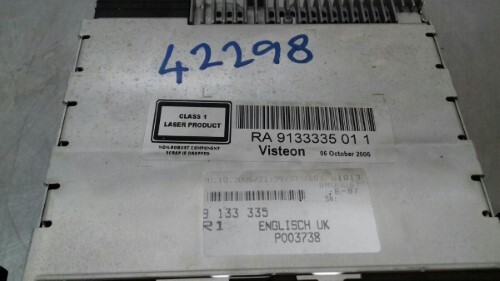 42298
CLASS 1
LASER PRODUCT
RA 9133335 01 1
Visteon 06 October 2006
9 133 335
R1 ENGLISCH UK
P003738